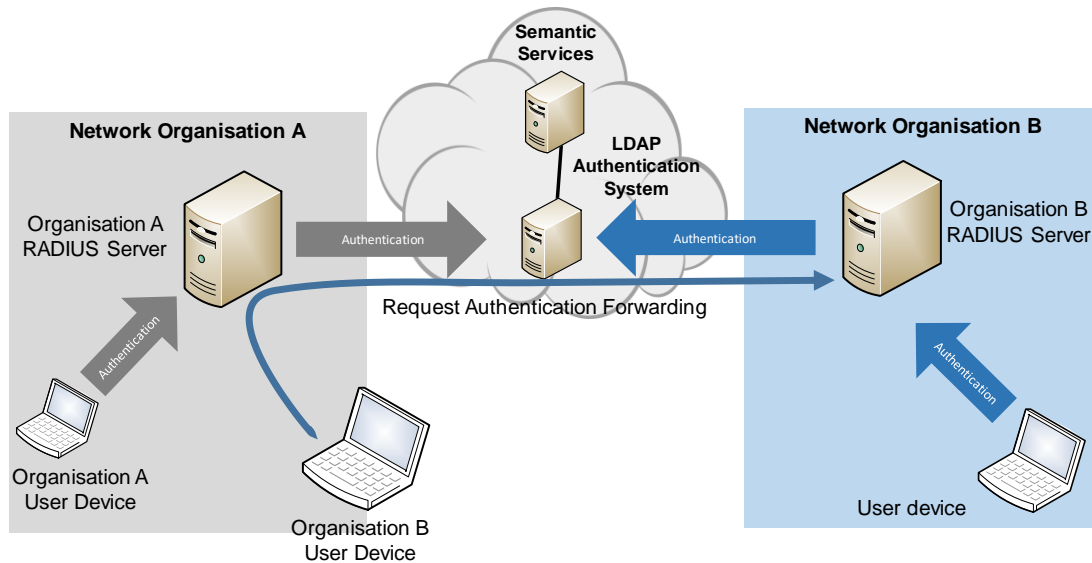 Semantic
Services
Network Organisation A
Network Organisation B
LDAP
Authentication
System
Organisation A
RADIUS Server
Organisation B
RADIUS Server
Authentication
Authentication
Request Authentication Forwarding
Authentication
Authentication
Organisation A
User Device
Organisation B
User Device
User device